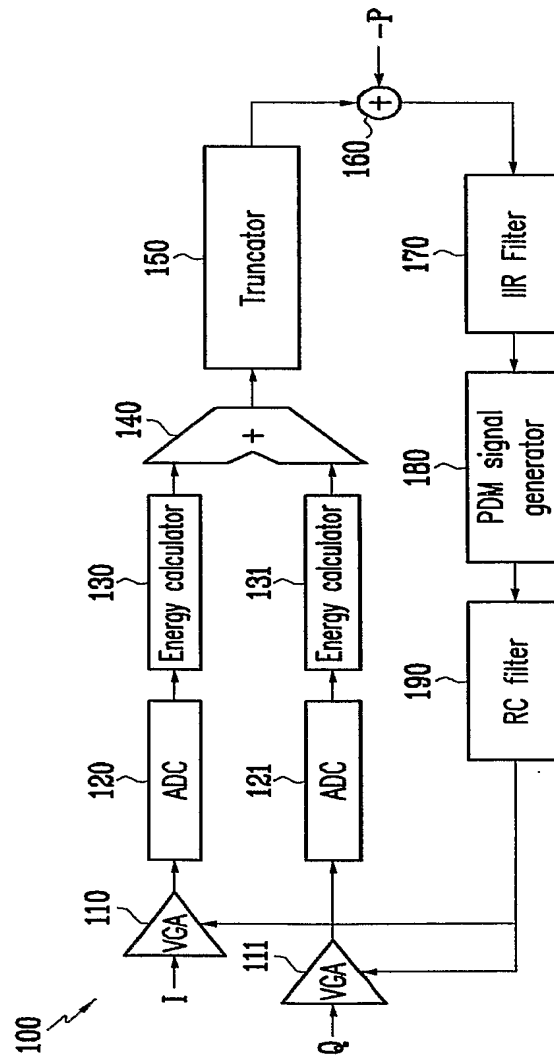 100
I
VGA
110
ADC
120
Energy calculator
130
+
140
Truncator
150
Q
VGA
111
ADC
121
Energy calculator
131
-P
+
160
RC filter
190
PDM signal
generator
180
IIR Filter
170